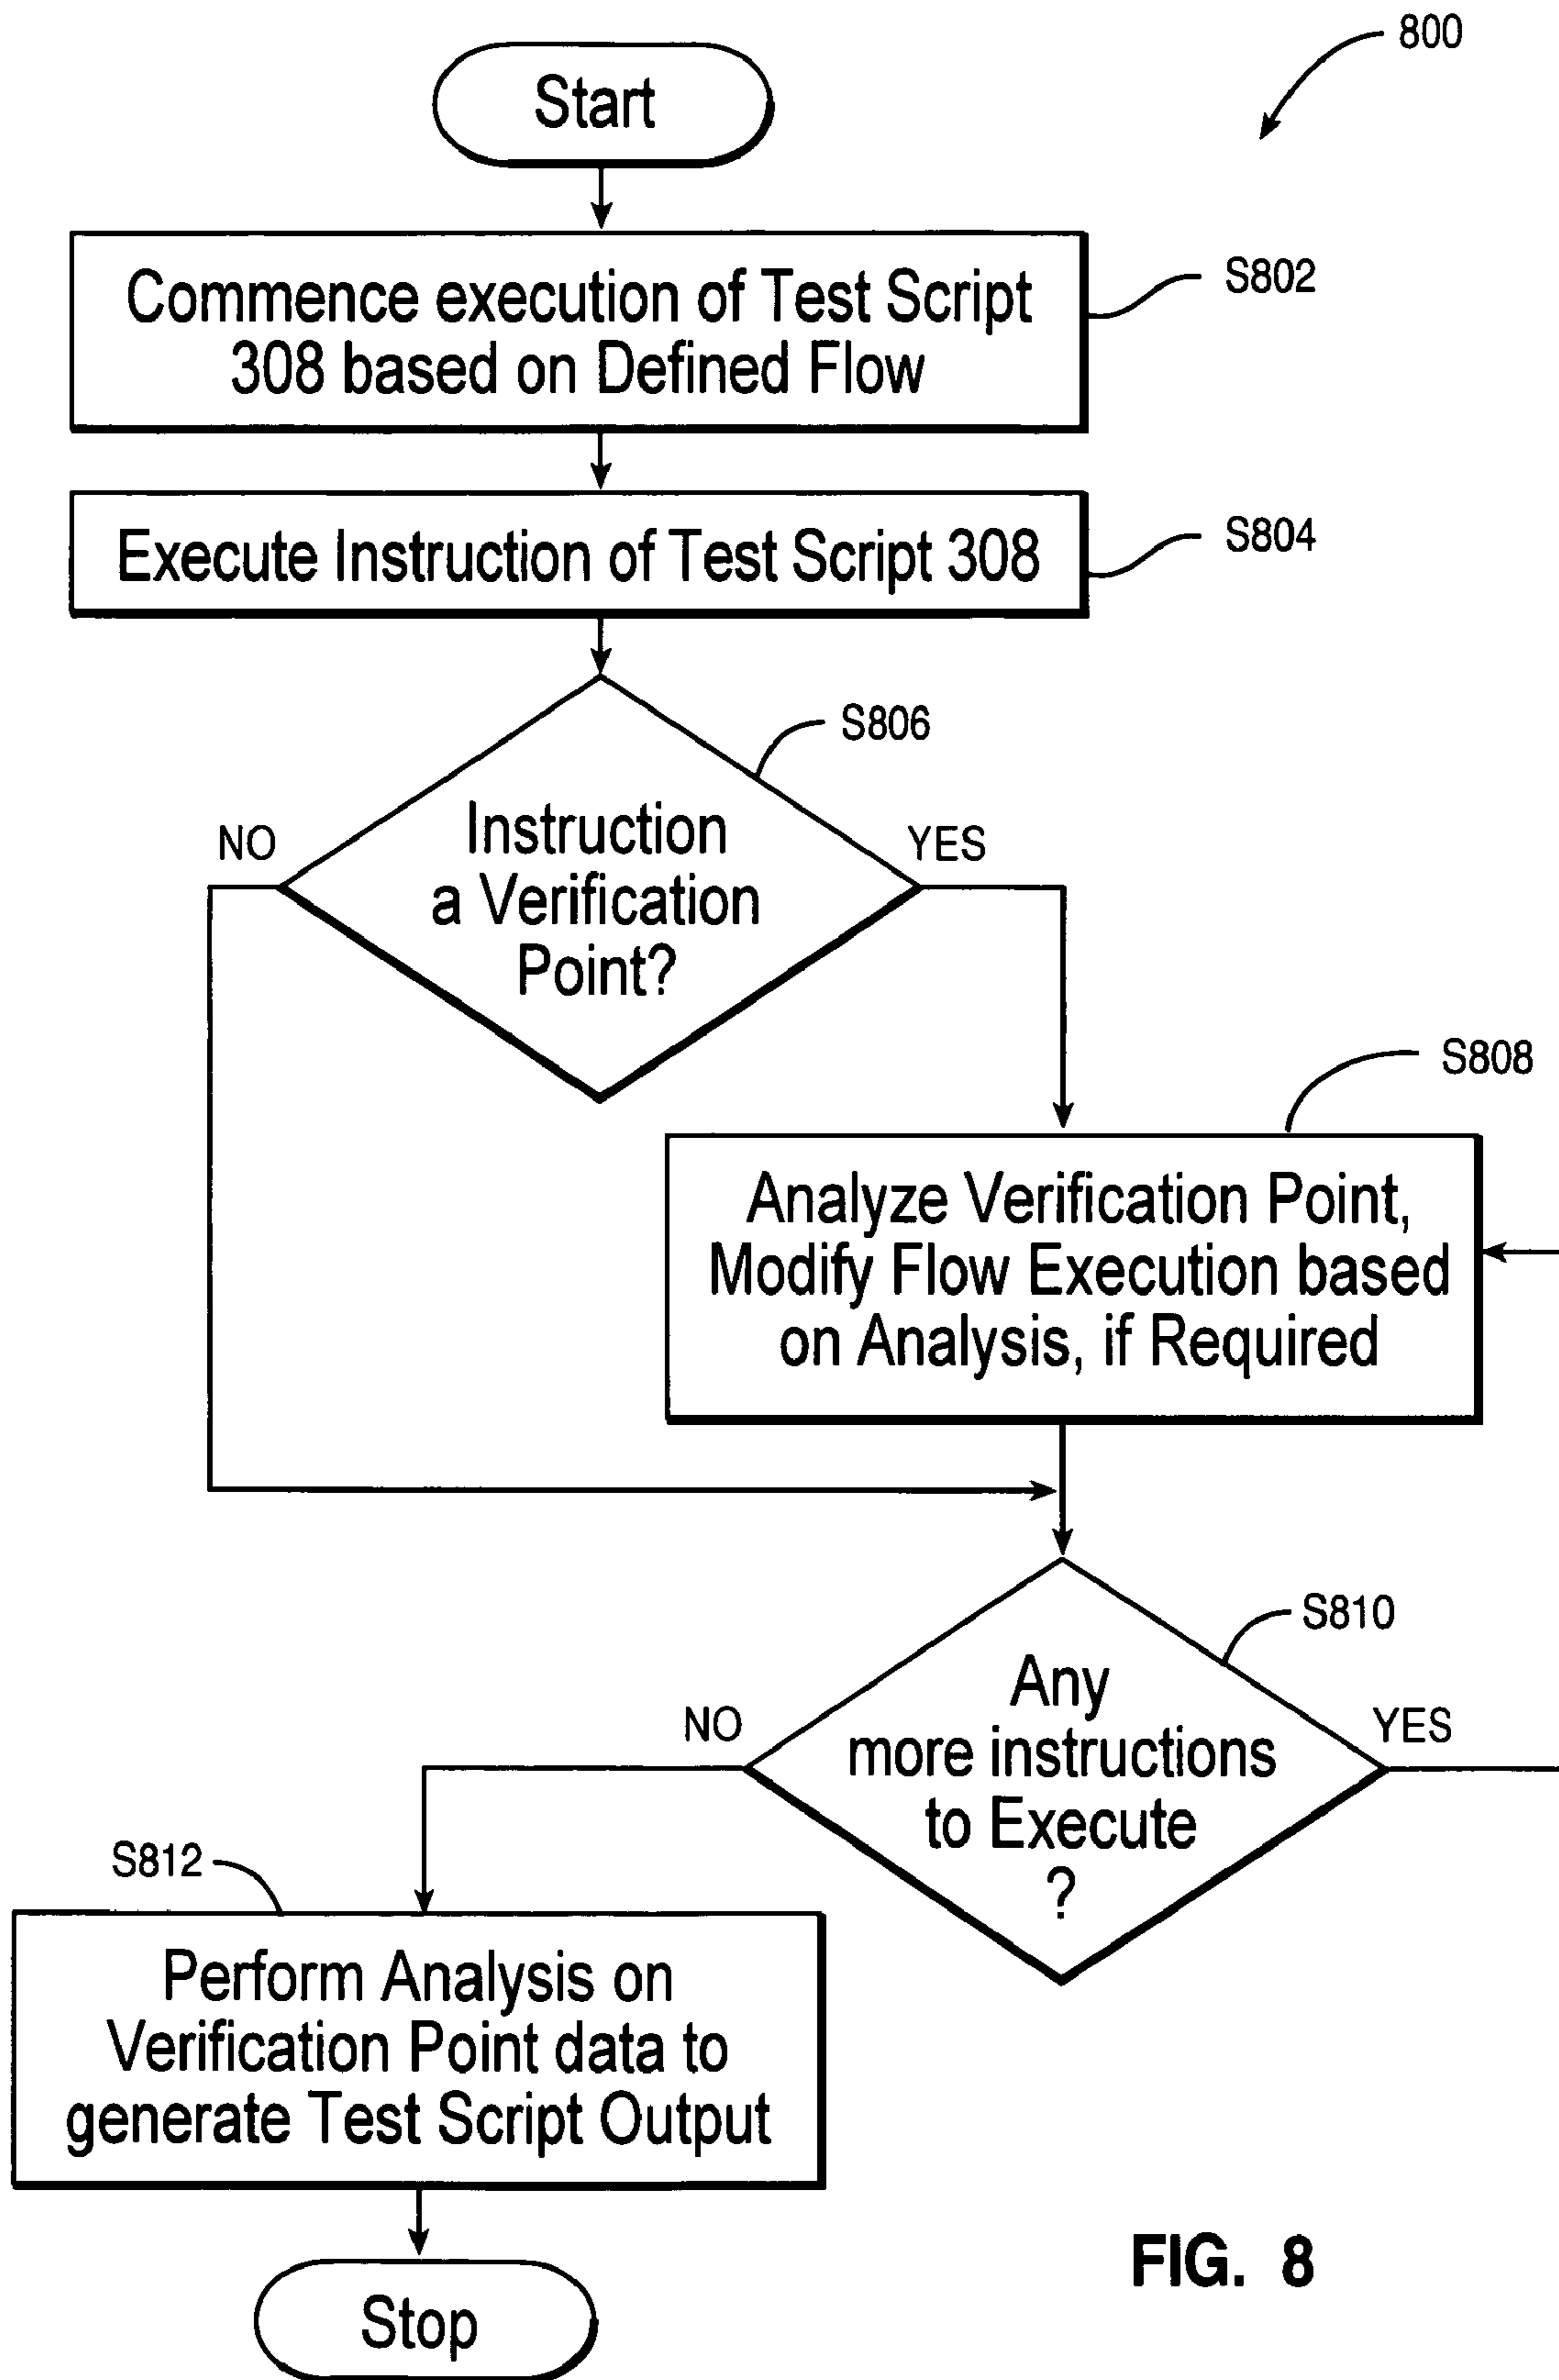 800
Start
Commence execution of Test Script
308 based on Defined Flow
S802
Execute Instruction of Test Script 308
S804
S806
NO
Instruction
a Verification
Point?
YES
S808
Analyze Verification Point,
Modify Flow Execution based
on Analysis, if Required
S810
NO
Any
more instructions
to Execute
?
YES
S812
Perform Analysis on
Verification Point data to
generate Test Script Output
Stop
FIG. 8